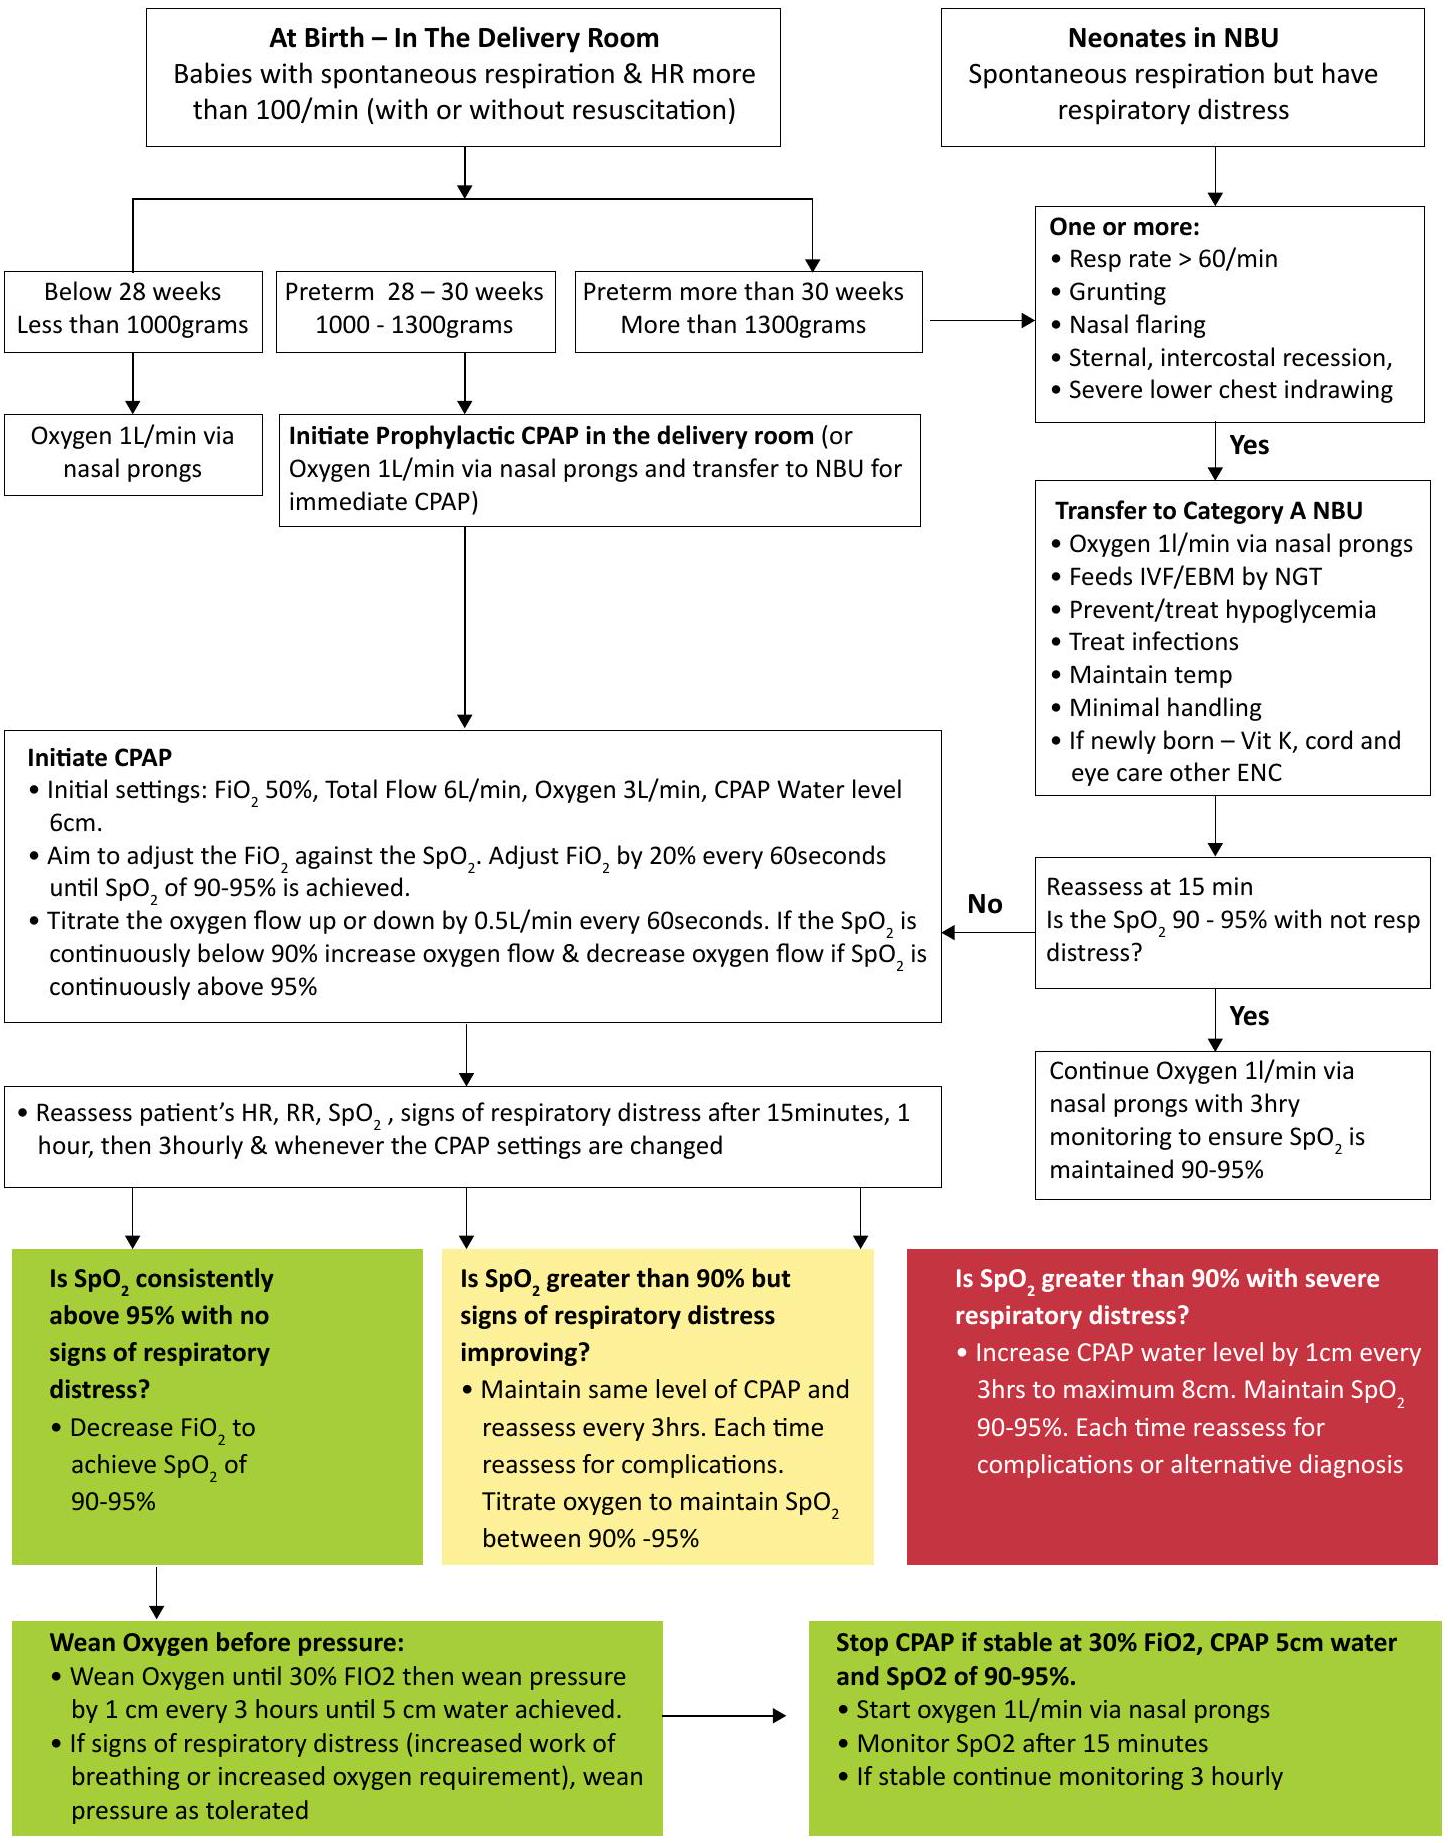 At Birth – In The Delivery Room
Babies with spontaneous respiration & HR more
than 100/min (with or without resuscitation)
Neonates in NBU
Spontaneous respiration but have
respiratory distress
Below 28 weeks
Less than 1000grams
Preterm 28 – 30 weeks
1000 - 1300grams
Preterm more than 30 weeks
More than 1300grams
One or more:
• Resp rate > 60/min
• Grunting
• Nasal flaring
• Sternal, intercostal recession,
• Severe lower chest indrawing
Oxygen 1L/min via
nasal prongs
Initiate Prophylactic CPAP in the delivery room (or
Oxygen 1L/min via nasal prongs and transfer to NBU for
immediate CPAP)
Yes
Transfer to Category A NBU
• Oxygen 1l/min via nasal prongs
• Feeds IVF/EBM by NGT
• Prevent/treat hypoglycemia
• Treat infections
• Maintain temp
• Minimal handling
• If newly born – Vit K, cord and
eye care other ENC
Initiate CPAP
• Initial settings: FiO2 50%, Total Flow 6L/min, Oxygen 3L/min, CPAP Water level
6cm.
• Aim to adjust the FiO2 against the SpO2. Adjust FiO2 by 20% every 60seconds
until SpO2 of 90-95% is achieved.
• Titrate the oxygen flow up or down by 0.5L/min every 60seconds. If the SpO2 is
continuously below 90% increase oxygen flow & decrease oxygen flow if SpO2 is
continuously above 95%
No
Reassess at 15 min
Is the SpO2 90 - 95% with not resp
distress?
Yes
Continue Oxygen 1l/min via
nasal prongs with 3hry
monitoring to ensure SpO2 is
maintained 90-95%
• Reassess patient's HR, RR, SpO2 , signs of respiratory distress after 15minutes, 1
hour, then 3hourly & whenever the CPAP settings are changed
Is SpO2 consistently
above 95% with no
signs of respiratory
distress?
• Decrease FiO2 to
achieve SpO2 of
90-95%
Is SpO2 greater than 90% but
signs of respiratory distress
improving?
• Maintain same level of CPAP and
reassess every 3hrs. Each time
reassess for complications.
Titrate oxygen to maintain SpO2
between 90% -95%
Is SpO2 greater than 90% with severe
respiratory distress?
• Increase CPAP water level by 1cm every
3hrs to maximum 8cm. Maintain SpO2
90-95%. Each time reassess for
complications or alternative diagnosis
Wean Oxygen before pressure:
• Wean Oxygen until 30% FIO2 then wean pressure
by 1 cm every 3 hours until 5 cm water achieved.
• If signs of respiratory distress (increased work of
breathing or increased oxygen requirement), wean
pressure as tolerated
Stop CPAP if stable at 30% FiO2, CPAP 5cm water
and SpO2 of 90-95%.
• Start oxygen 1L/min via nasal prongs
• Monitor SpO2 after 15 minutes
• If stable continue monitoring 3 hourly